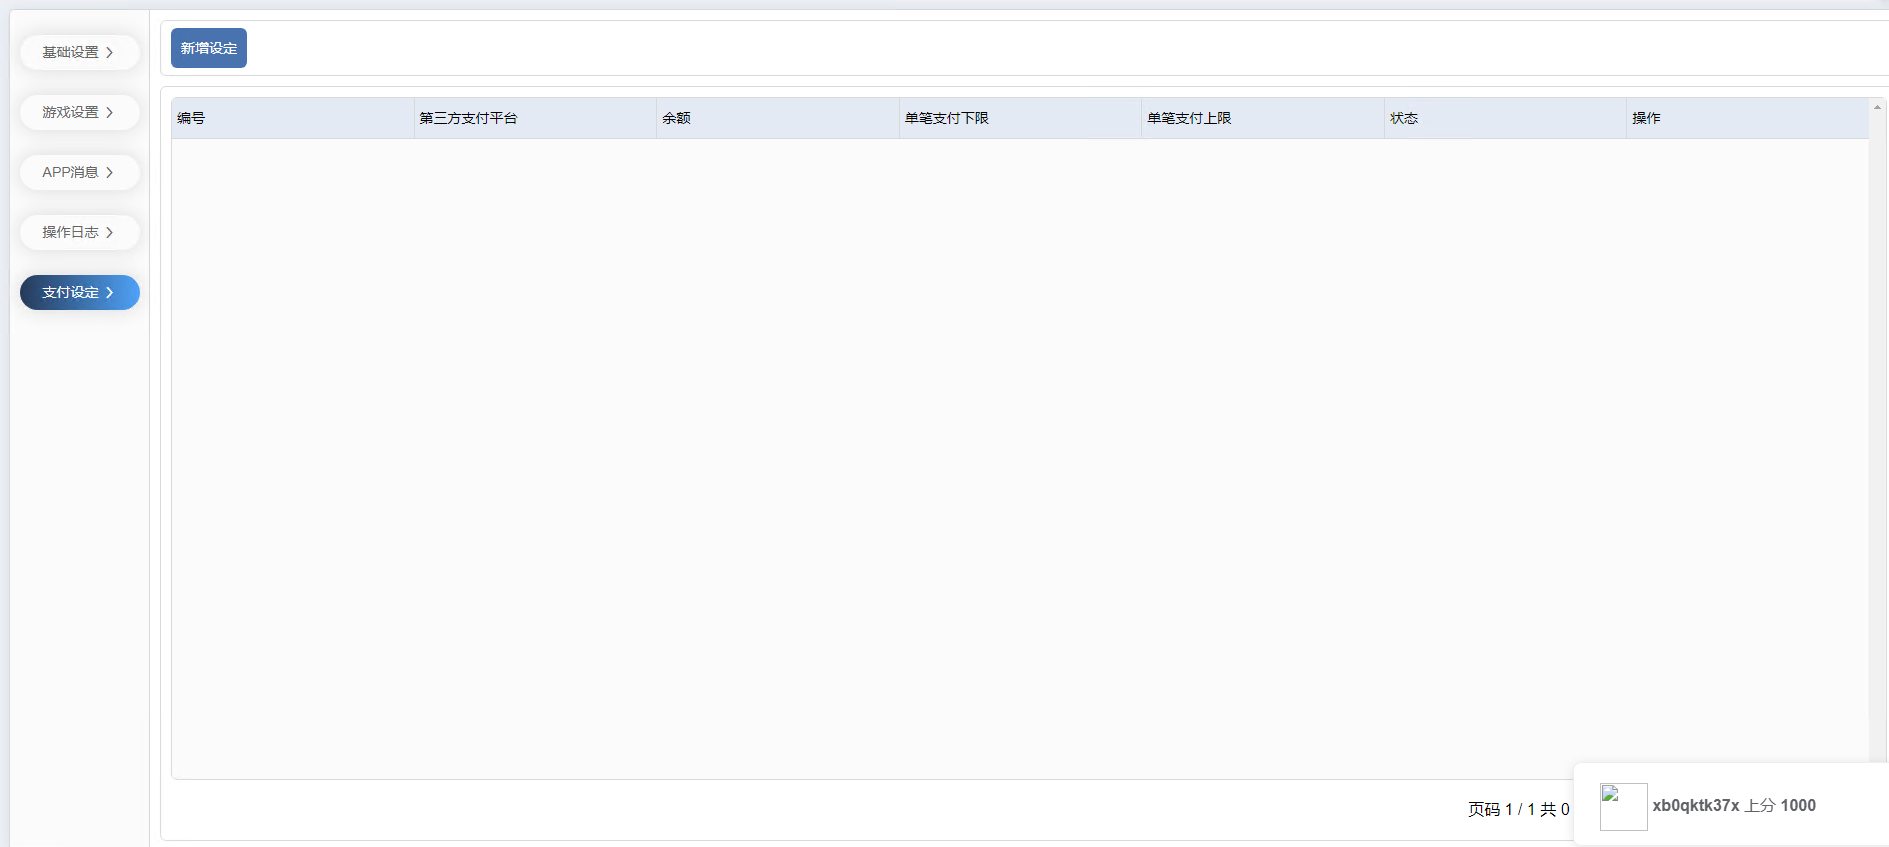 基础设置
游戏设置
APP消息
操作日志
支付设定
新增设定
编号 第三方支付平台 余额 单笔支付下限 单笔支付上限 状态 操作
页码 1 / 1 共 0
xb0qktk37x 上分 1000